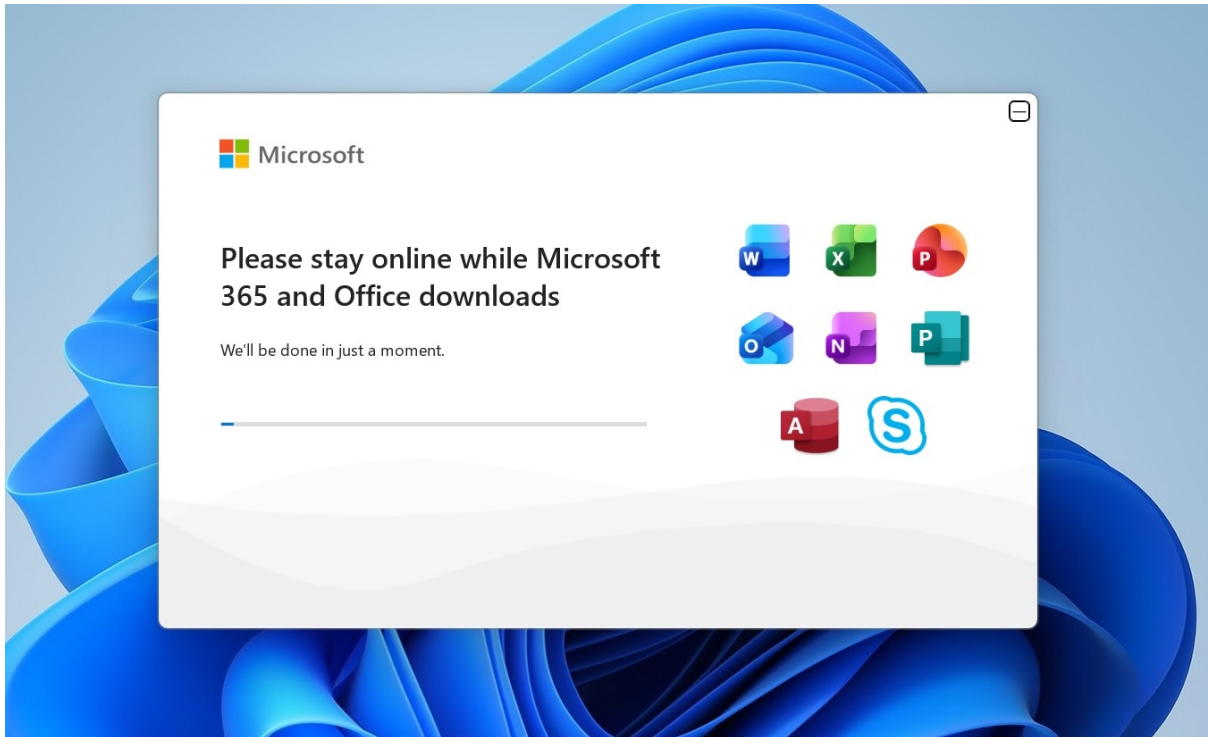 Microsoft
Please stay online while Microsoft
365 and Office downloads
We'll be done in just a moment.
W
X
P
O
N
P
A
S